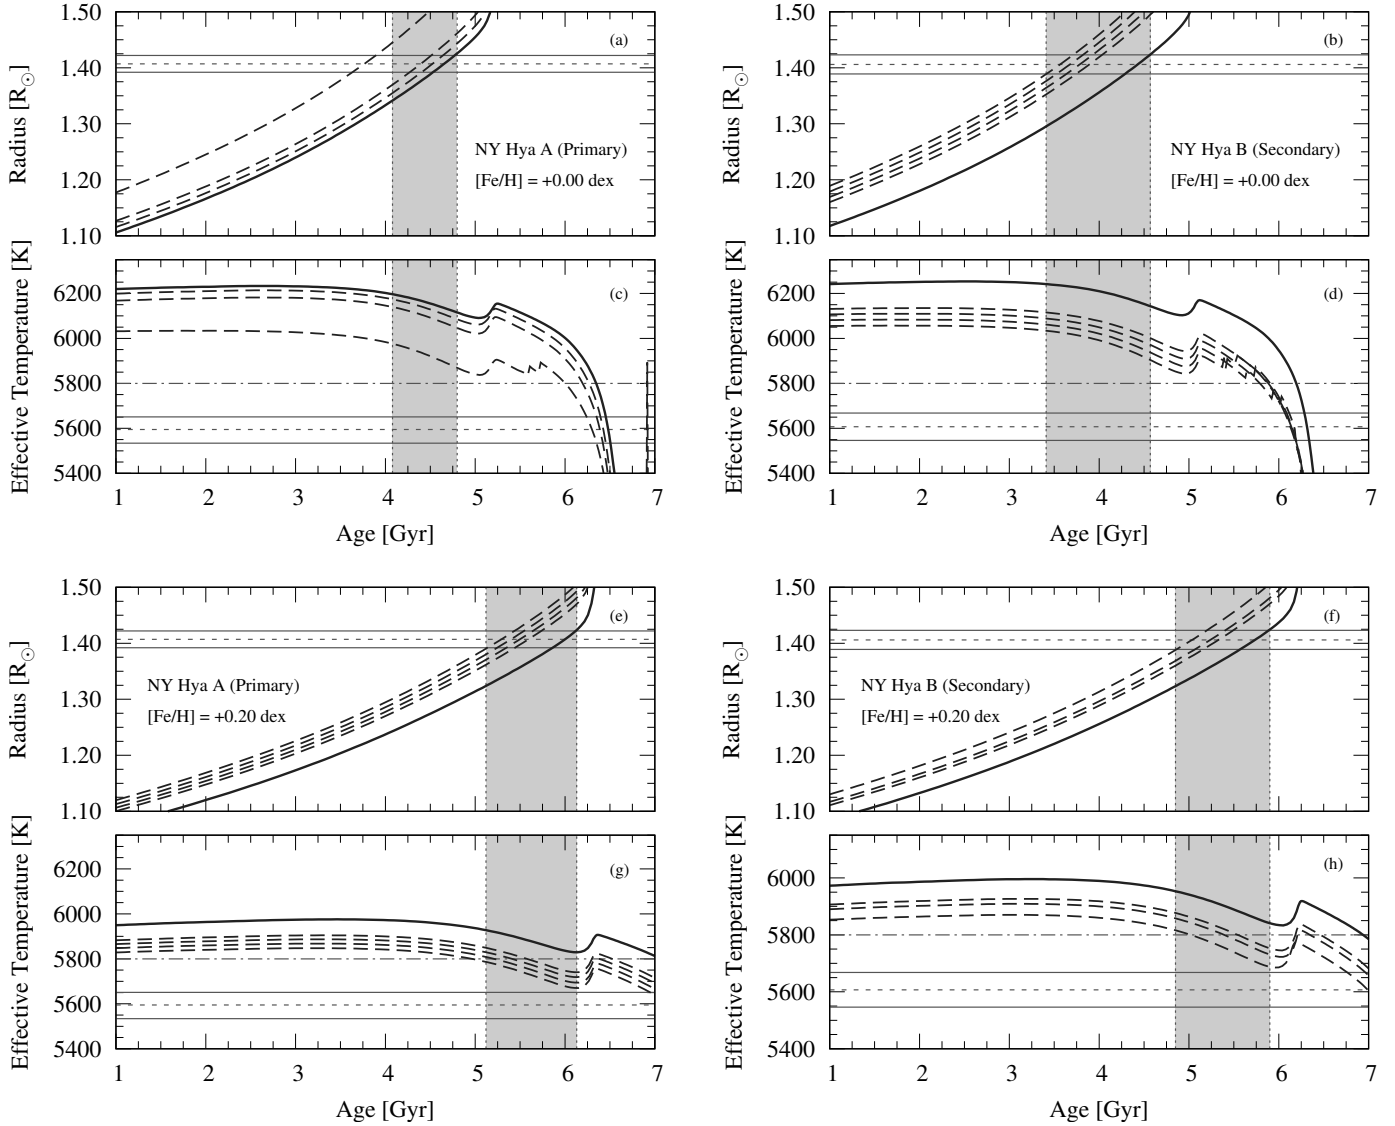 1.50
1.40
1.30
1.20
1.10
Radius [R☉]
(a)
NY Hya A (Primary)
[Fe/H] = +0.00 dex
6200
6000
5800
5600
5400
Effective Temperature [K]
(c)
1 2 3 4 5 6 7
Age [Gyr]
1.50
1.40
1.30
1.20
1.10
Radius [R☉]
(b)
NY Hya B (Secondary)
[Fe/H] = +0.00 dex
6200
6000
5800
5600
5400
Effective Temperature [K]
(d)
1 2 3 4 5 6 7
Age [Gyr]
1.50
1.40
1.30
1.20
1.10
Radius [R☉]
(e)
NY Hya A (Primary)
[Fe/H] = +0.20 dex
6200
6000
5800
5600
5400
Effective Temperature [K]
(g)
1 2 3 4 5 6 7
Age [Gyr]
1.50
1.40
1.30
1.20
1.10
Radius [R☉]
(f)
NY Hya B (Secondary)
[Fe/H] = +0.20 dex
6000
5800
5600
5400
Effective Temperature [K]
(h)
1 2 3 4 5 6 7
Age [Gyr]